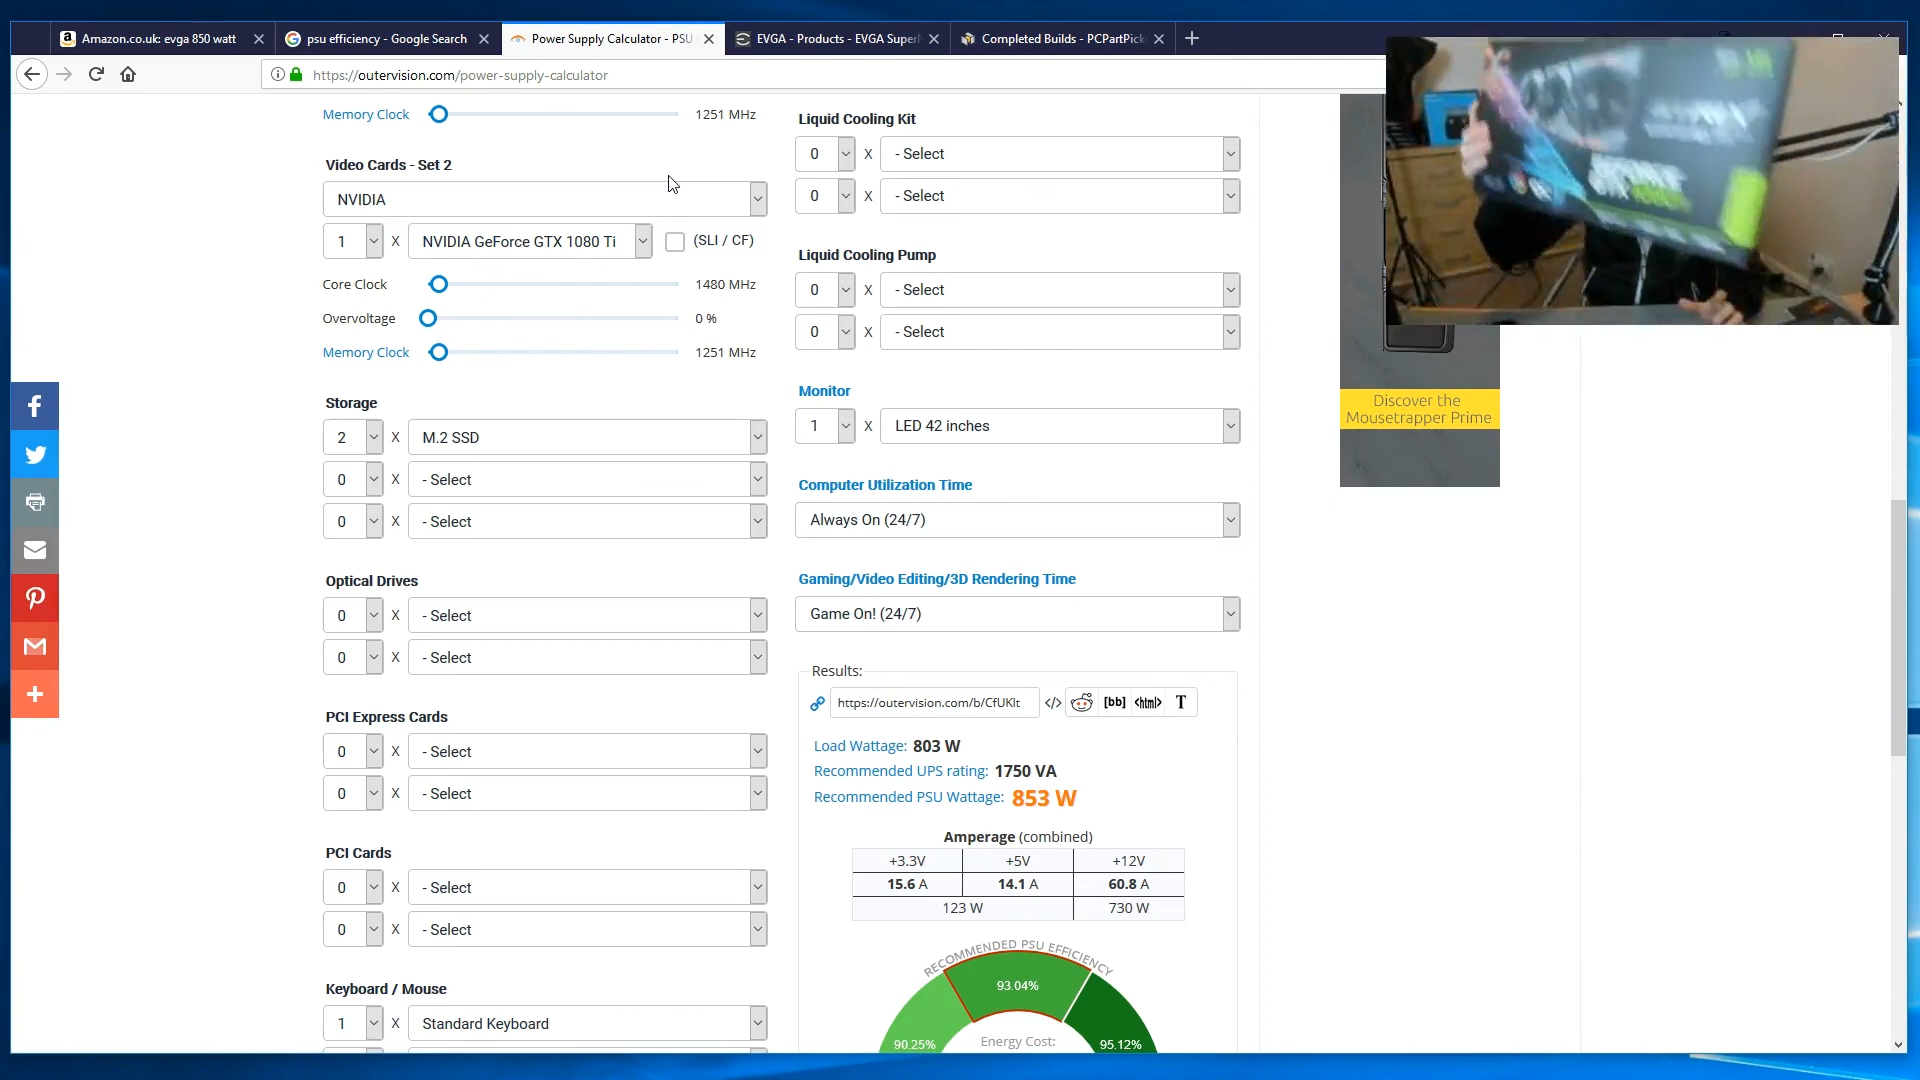 Amazon.co.uk: evga 850 watt
psu efficiency - Google Search
Power Supply Calculator - PSU
EVGA - Products - EVGA SuperN
Completed Builds - PCPartPick
https://outervision.com/power-supply-calculator
Memory Clock 1251 MHz
Video Cards - Set 2
NVIDIA
1 X NVIDIA GeForce GTX 1080 Ti (SLI / CF)
Core Clock 1480 MHz
Overvoltage 0 %
Memory Clock 1251 MHz
Storage
2 X M.2 SSD
0 X - Select
0 X - Select
Optical Drives
0 X - Select
0 X - Select
PCI Express Cards
0 X - Select
0 X - Select
PCI Cards
0 X - Select
0 X - Select
Keyboard / Mouse
1 X Standard Keyboard
Liquid Cooling Kit
0 X - Select
0 X - Select
Liquid Cooling Pump
0 X - Select
0 X - Select
Monitor
1 X LED 42 inches
Computer Utilization Time
Always On (24/7)
Gaming/Video Editing/3D Rendering Time
Game On! (24/7)
Results:
https://outervision.com/b/CfUKlt </> [bb] <html> T
Load Wattage: 803 W
Recommended UPS rating: 1750 VA
Recommended PSU Wattage: 853 W
Amperage (combined)
+3.3V +5V +12V
15.6 A 14.1 A 60.8 A
123 W 730 W
RECOMMENDED PSU EFFICIENCY
93.04%
90.25% Energy Cost: 95.12%
Discover the
Mousetrapper Prime